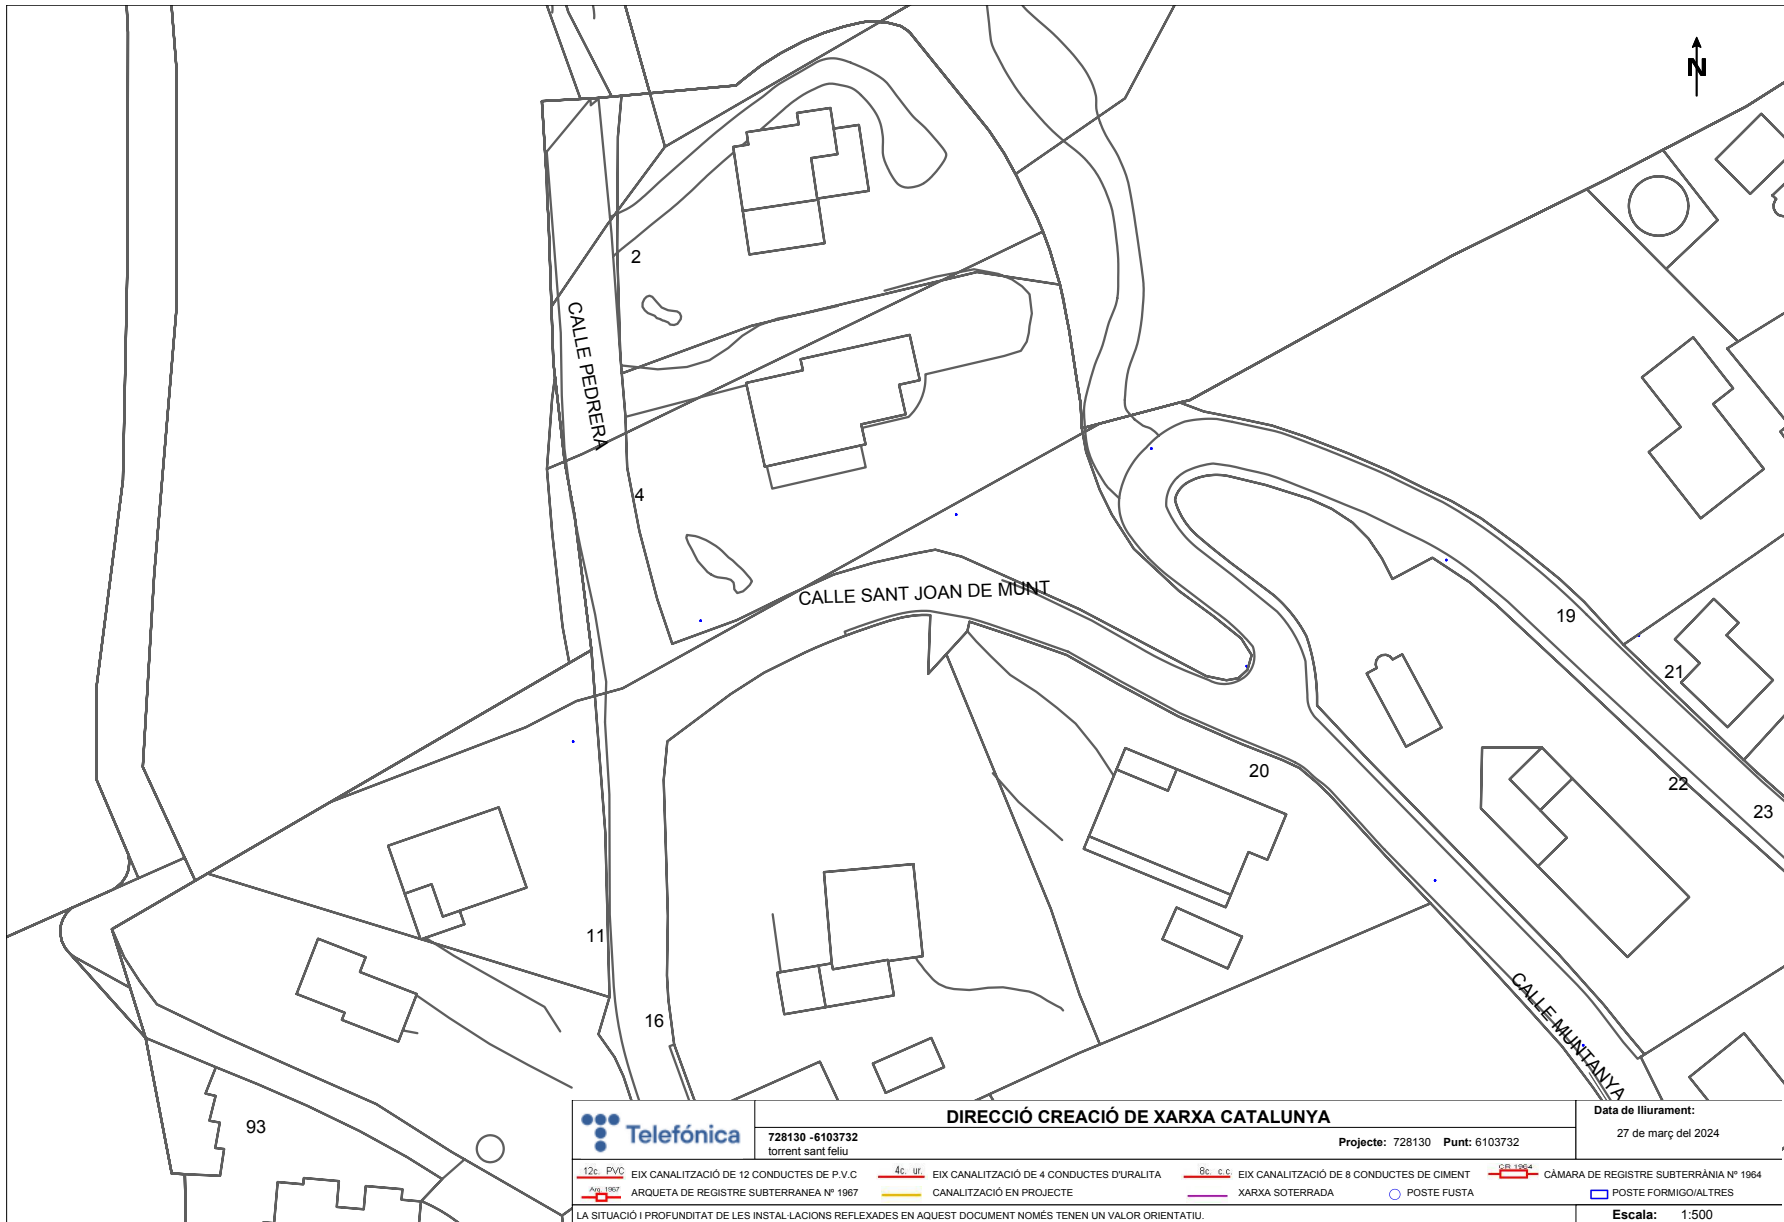 N
2
CALLE PEDRERA
4
CALLE SANT JOAN DE MUNT
19
21
20
22
23
11
16
CALLE MUNTANYA
93
Telefónica
DIRECCIÓ CREACIÓ DE XARXA CATALUNYA
728130 -6103732
torrent sant feliu
Projecte: 728130 Punt: 6103732
Data de lliurament:
27 de març del 2024
12c. PVC EIX CANALITZACIÓ DE 12 CONDUCTES DE P.V.C
4c. ur. EIX CANALITZACIÓ DE 4 CONDUCTES D'URALITA
8c. c.c. EIX CANALITZACIÓ DE 8 CONDUCTES DE CIMENT
CR 1964 CÀMARA DE REGISTRE SUBTERRÀNIA Nº 1964
Arq. 1967 ARQUETA DE REGISTRE SUBTERRANEA Nº 1967
CANALITZACIÓ EN PROJECTE
XARXA SOTERRADA
POSTE FUSTA
POSTE FORMIGO/ALTRES
LA SITUACIÓ I PROFUNDITAT DE LES INSTAL·LACIONS REFLEXADES EN AQUEST DOCUMENT NOMÉS TENEN UN VALOR ORIENTATIU.
Escala: 1:500